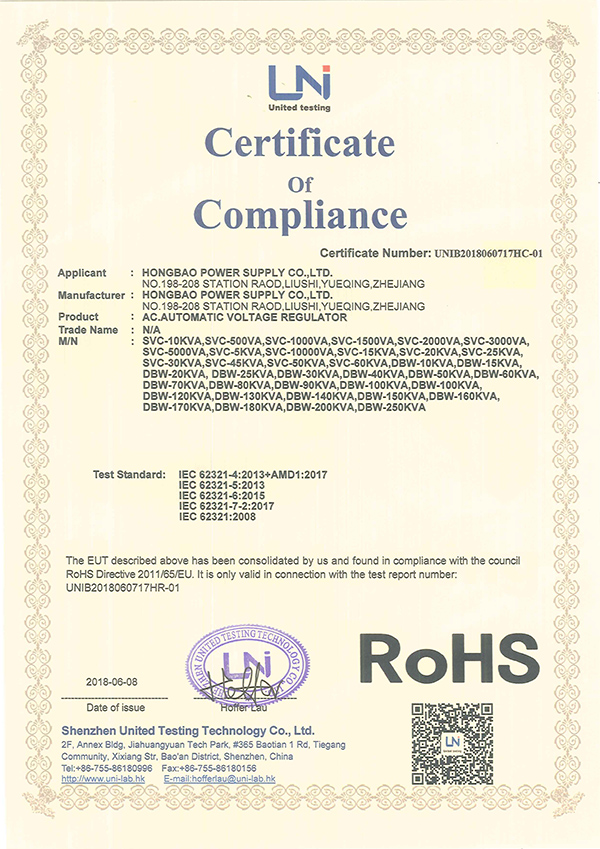 UNi
United testing
Certificate
Of
Compliance
Certificate Number: UNIB2018060717HC-01
Applicant : HONGBAO POWER SUPPLY CO.,LTD.
NO.198-208 STATION RAOD,LIUSHI,YUEQING,ZHEJIANG
Manufacturer : HONGBAO POWER SUPPLY CO.,LTD.
NO.198-208 STATION RAOD,LIUSHI,YUEQING,ZHEJIANG
Product : AC.AUTOMATIC VOLTAGE REGULATOR
Trade Name : N/A
M/N : SVC-10KVA,SVC-500VA,SVC-1000VA,SVC-1500VA,SVC-2000VA,SVC-3000VA,
SVC-5000VA,SVC-5KVA,SVC-10000VA,SVC-15KVA,SVC-20KVA,SVC-25KVA,
SVC-30KVA,SVC-45KVA,SVC-50KVA,SVC-60KVA,DBW-10KVA,DBW-15KVA,
DBW-20KVA, DBW-25KVA,DBW-30KVA,DBW-40KVA,DBW-50KVA,DBW-60KVA,
DBW-70KVA,DBW-80KVA,DBW-90KVA,DBW-100KVA,DBW-100KVA,
DBW-120KVA,DBW-130KVA,DBW-140KVA,DBW-150KVA,DBW-160KVA,
DBW-170KVA,DBW-180KVA,DBW-200KVA,DBW-250KVA
Test Standard: IEC 62321-4:2013+AMD1:2017
IEC 62321-5:2013
IEC 62321-6:2015
IEC 62321-7-2:2017
IEC 62321:2008
The EUT described above has been consolidated by us and found in compliance with the council
RoHS Directive 2011/65/EU. It is only valid in connection with the test report number:
UNIB2018060717HR-01
UNITED TESTING TECHNOLOGY CO
UNi
RoHS
2018-06-08
Date of issue
Hoffer Lau
Shenzhen United Testing Technology Co., Ltd.
2F, Annex Bldg, Jiahuangyuan Tech Park, #365 Baotian 1 Rd, Tiegang
Community, Xixiang Str, Bao'an District, Shenzhen, China
Tel:+86-755-86180996 Fax:+86-755-86180156
http://www.uni-lab.hk E-mail:hofferlau@uni-lab.hk